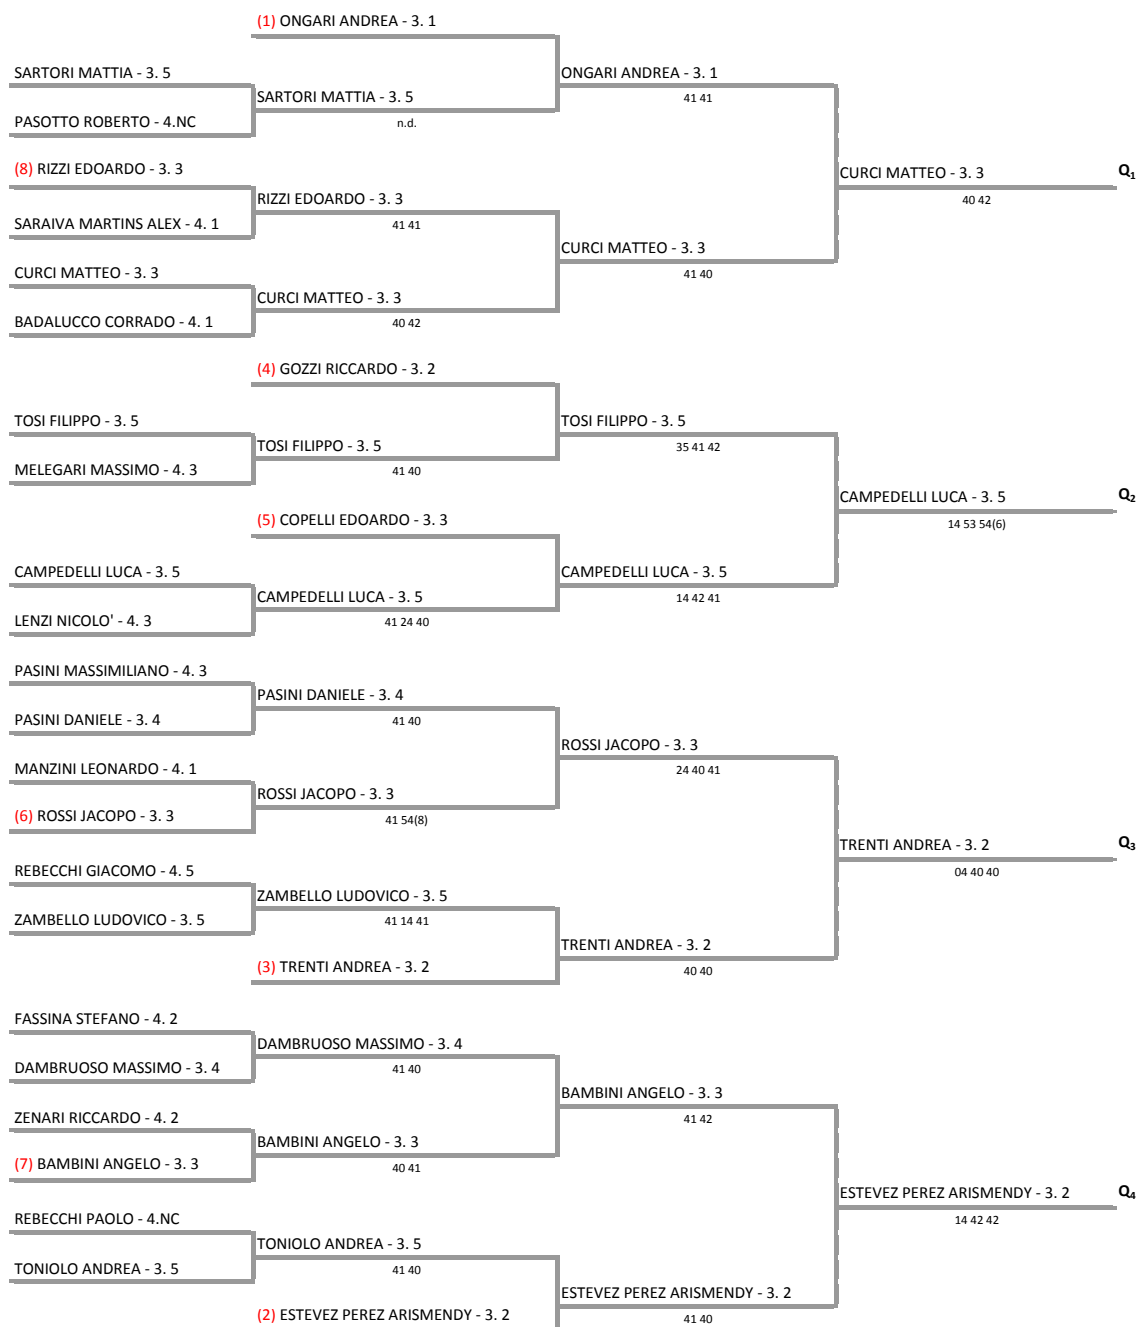 (1) ONGARI ANDREA - 3. 1
SARTORI MATTIA - 3. 5
ONGARI ANDREA - 3. 1
SARTORI MATTIA - 3. 5
41 41
PASOTTO ROBERTO - 4.NC
n.d.
(8) RIZZI EDOARDO - 3. 3
CURCI MATTEO - 3. 3
Q1
RIZZI EDOARDO - 3. 3
40 42
SARAIVA MARTINS ALEX - 4. 1
41 41
CURCI MATTEO - 3. 3
CURCI MATTEO - 3. 3
41 40
CURCI MATTEO - 3. 3
BADALUCCO CORRADO - 4. 1
40 42
(4) GOZZI RICCARDO - 3. 2
TOSI FILIPPO - 3. 5
TOSI FILIPPO - 3. 5
TOSI FILIPPO - 3. 5
35 41 42
MELEGARI MASSIMO - 4. 3
41 40
CAMPEDELLI LUCA - 3. 5
Q2
(5) COPELLI EDOARDO - 3. 3
14 53 54(6)
CAMPEDELLI LUCA - 3. 5
CAMPEDELLI LUCA - 3. 5
CAMPEDELLI LUCA - 3. 5
14 42 41
LENZI NICOLO' - 4. 3
41 24 40
PASINI MASSIMILIANO - 4. 3
PASINI DANIELE - 3. 4
PASINI DANIELE - 3. 4
41 40
ROSSI JACOPO - 3. 3
MANZINI LEONARDO - 4. 1
24 40 41
ROSSI JACOPO - 3. 3
(6) ROSSI JACOPO - 3. 3
41 54(8)
TRENTI ANDREA - 3. 2
Q3
REBECCHI GIACOMO - 4. 5
04 40 40
ZAMBELLO LUDOVICO - 3. 5
ZAMBELLO LUDOVICO - 3. 5
41 14 41
TRENTI ANDREA - 3. 2
(3) TRENTI ANDREA - 3. 2
40 40
FASSINA STEFANO - 4. 2
DAMBRUOSO MASSIMO - 3. 4
DAMBRUOSO MASSIMO - 3. 4
41 40
BAMBINI ANGELO - 3. 3
ZENARI RICCARDO - 4. 2
41 42
BAMBINI ANGELO - 3. 3
(7) BAMBINI ANGELO - 3. 3
40 41
ESTEVEZ PEREZ ARISMENDY - 3. 2
Q4
REBECCHI PAOLO - 4.NC
14 42 42
TONIOLO ANDREA - 3. 5
TONIOLO ANDREA - 3. 5
41 40
ESTEVEZ PEREZ ARISMENDY - 3. 2
(2) ESTEVEZ PEREZ ARISMENDY - 3. 2
41 40